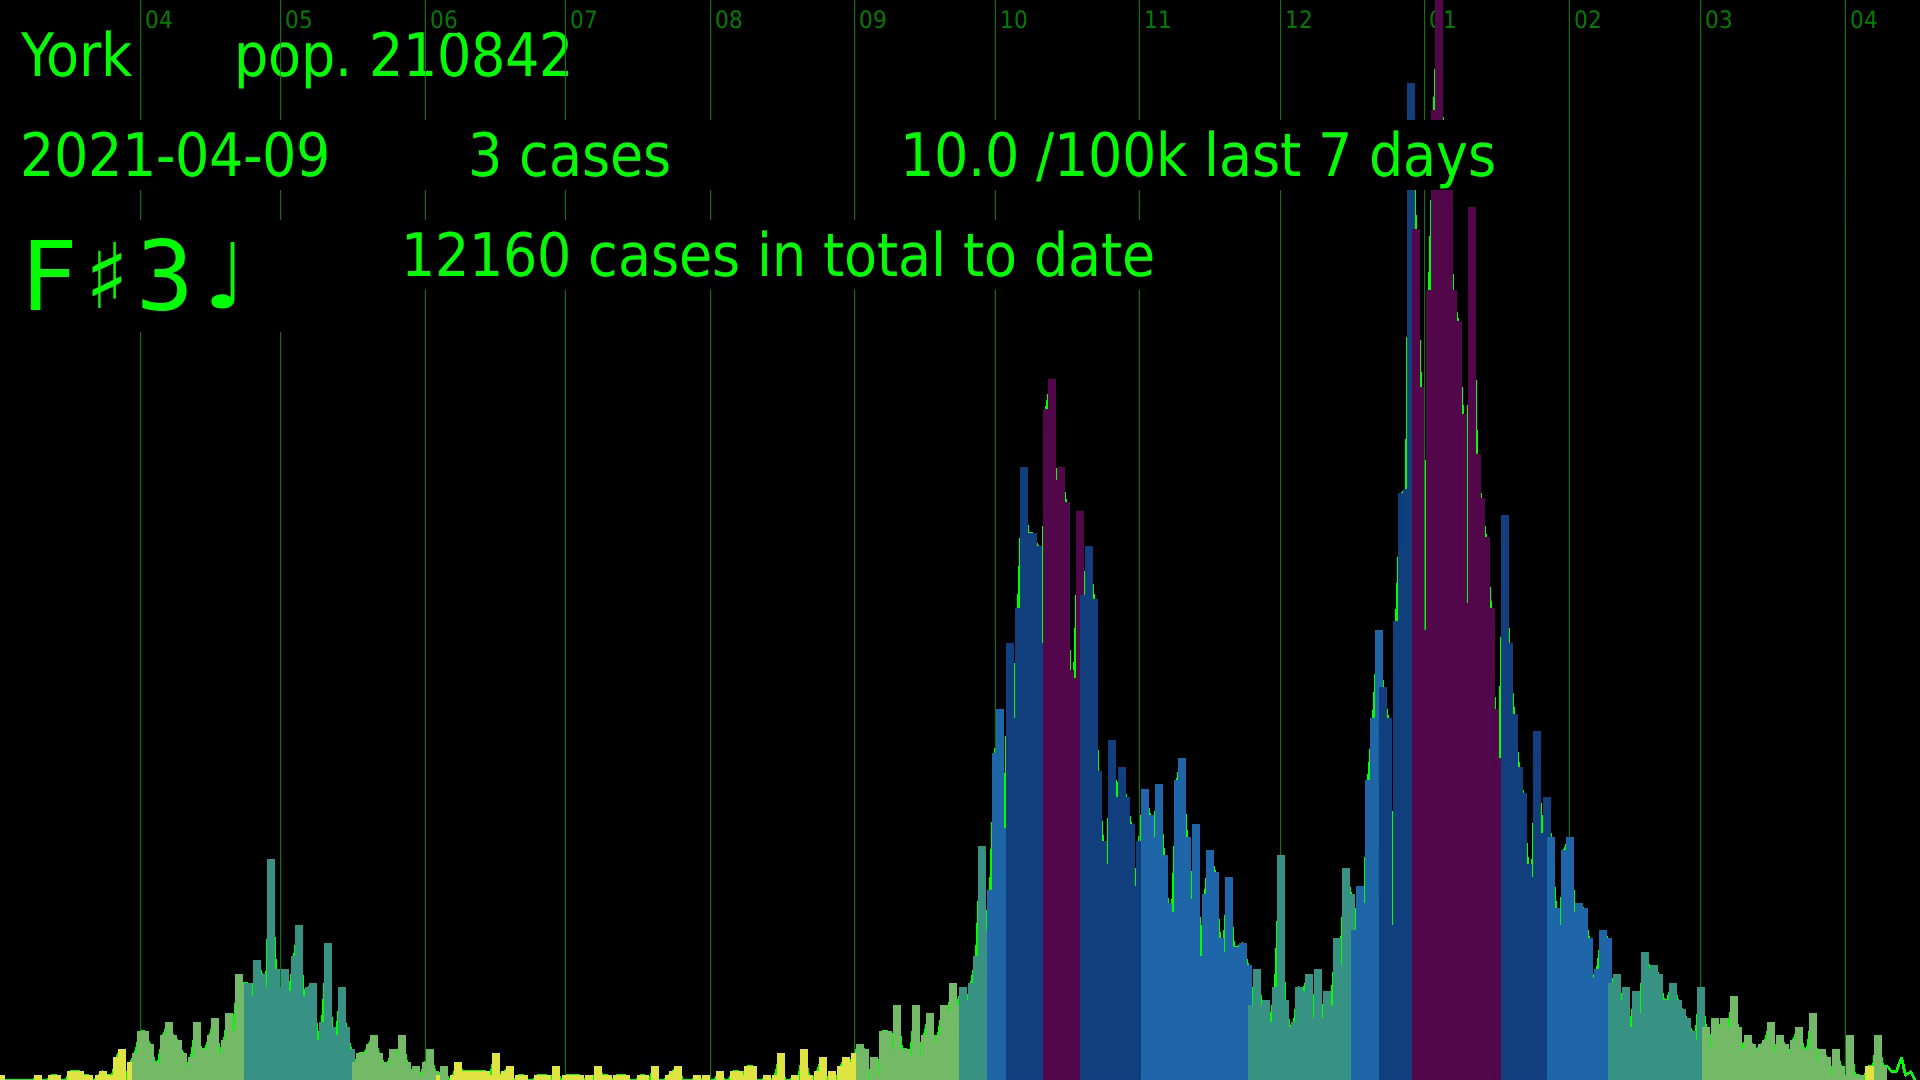 04 05 06 07 08 09 10 11 12 01 02 03 04
York pop. 210842
2021-04-09 3 cases 10.0 /100k last 7 days
F♯3♩ 12160 cases in total to date